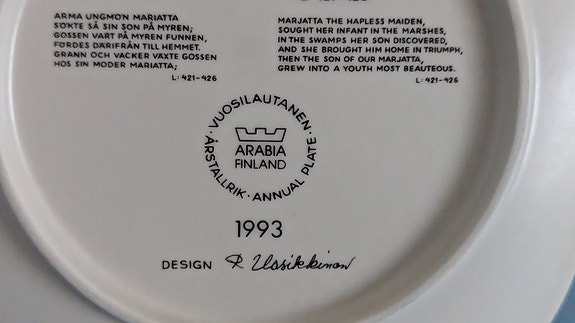 ARMA UNGMÖN MARIATTA
SÖKTE SÅ SIN SON PÅ MYREN;
GOSSEN VART PÅ MYREN FUNNEN,
FÖRDES DÄRIFRÅN TILL HEMMET.
GRANN OCH VACKER VÄXTE GOSSEN
HOS SIN MODER MARIATTA;
L: 421-426
MARJATTA THE HAPLESS MAIDEN,
SOUGHT HER INFANT IN THE MARSHES,
IN THE SWAMPS HER SON DISCOVERED,
AND SHE BROUGHT HIM HOME IN TRIUMPH,
THEN THE SON OF OUR MARJATTA,
GREW INTO A YOUTH MOST BEAUTEOUS.
L: 421-426
VUOSILAUTANEN · ÅRSTALLRIK · ANNUAL PLATE ·
ARABIA
FINLAND
1993
DESIGN R Uosikkinen